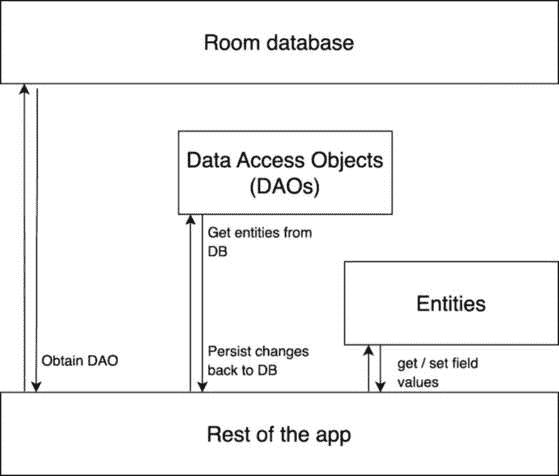 Room database
Data Access Objects
(DAOs)
Get entities from
DB
Entities
Obtain DAO
Persist changes
back to DB
get / set field
values
Rest of the app